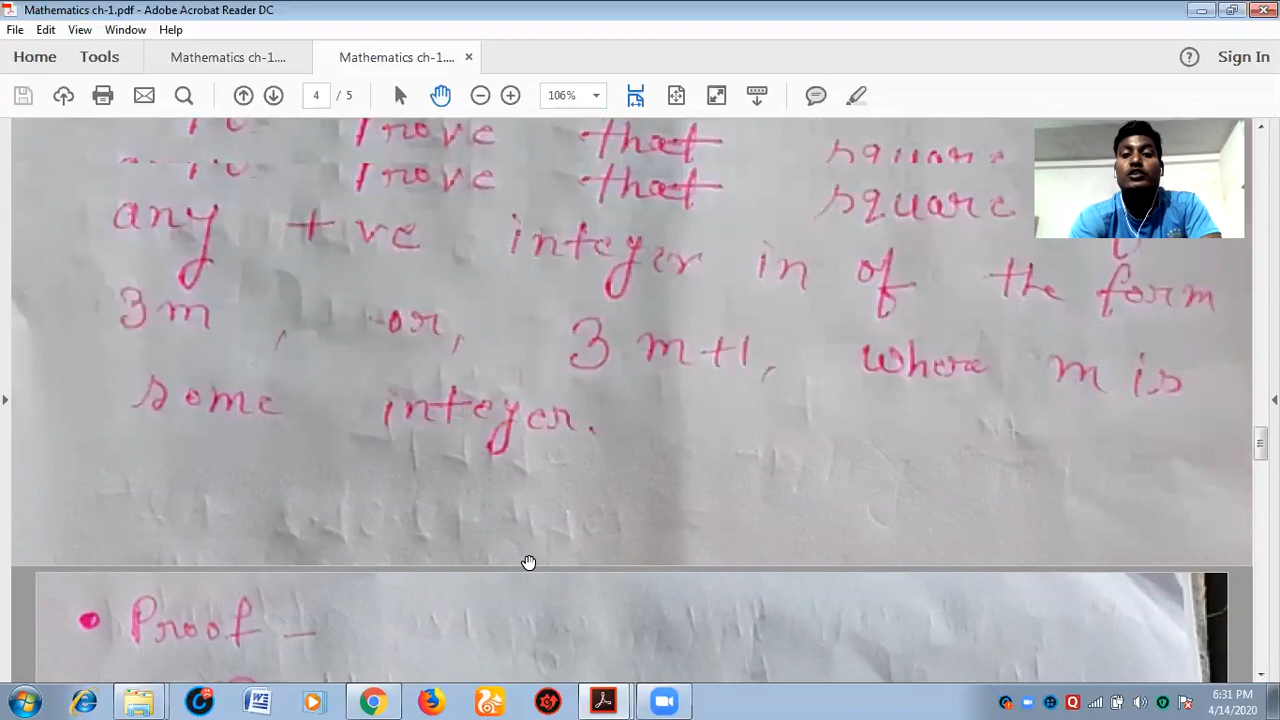 Mathematics ch-1.pdf - Adobe Acrobat Reader DC
File Edit View Window Help
Home Tools Mathematics ch-1.... Mathematics ch-1.... × Sign In
4 / 5 106%
Prove that square
Prove that square
any +ve integer in of the form
3m, or, 3m+1, where m is
some integer.
• Proof –
6:31 PM
4/14/2020